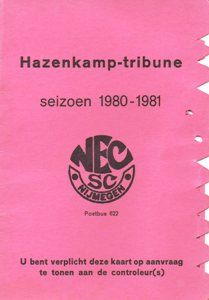 Hazenkamp-tribune
seizoen 1980-1981
NEC
SC
NIJMEGEN
Postbus 622
U bent verplicht deze kaart op aanvraag
te tonen aan de controleur(s)